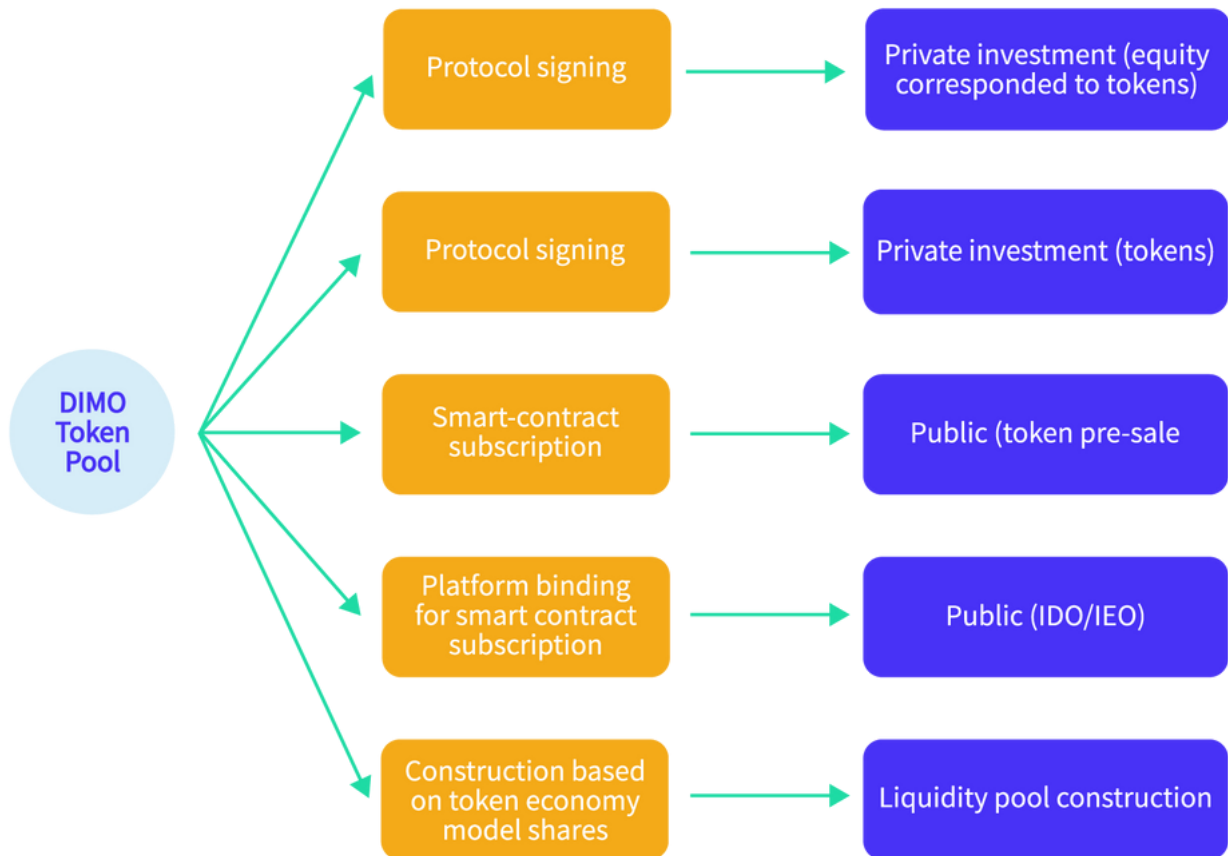 Protocol signing
Private investment (equity
corresponded to tokens)
Protocol signing
Private investment (tokens)
DIMO
Token
Pool
Smart-contract
subscription
Public (token pre-sale
Platform binding
for smart contract
subscription
Public (IDO/IEO)
Construction based
on token economy
model shares
Liquidity pool construction